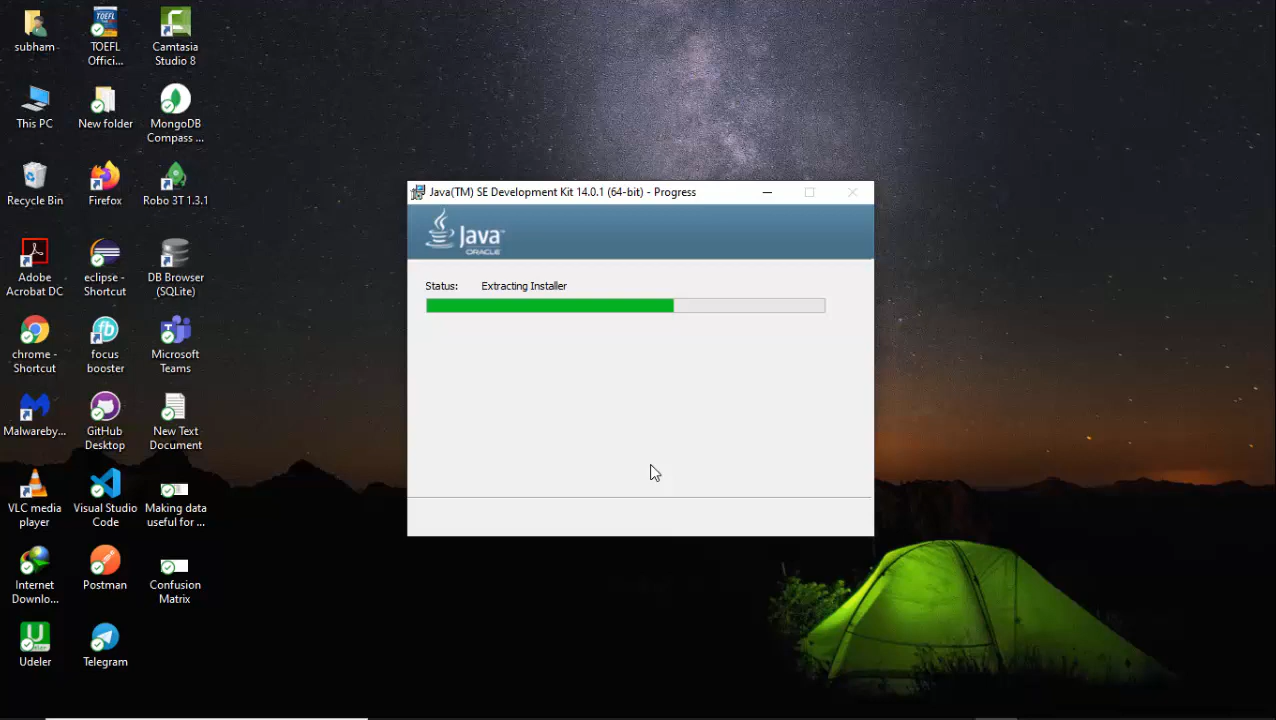 subham
TOEFL
Offici...
Camtasia
Studio 8
This PC
New folder
MongoDB
Compass ...
Recycle Bin
Firefox
Robo 3T 1.3.1
Adobe
Acrobat DC
eclipse -
Shortcut
DB Browser
(SQLite)
chrome -
Shortcut
focus
booster
Microsoft
Teams
Malwareby...
GitHub
Desktop
New Text
Document
VLC media
player
Visual Studio
Code
Making data
useful for ...
Internet
Downlo...
Postman
Confusion
Matrix
Udeler
Telegram
Java(TM) SE Development Kit 14.0.1 (64-bit) - Progress
Java™
ORACLE
Status: Extracting Installer